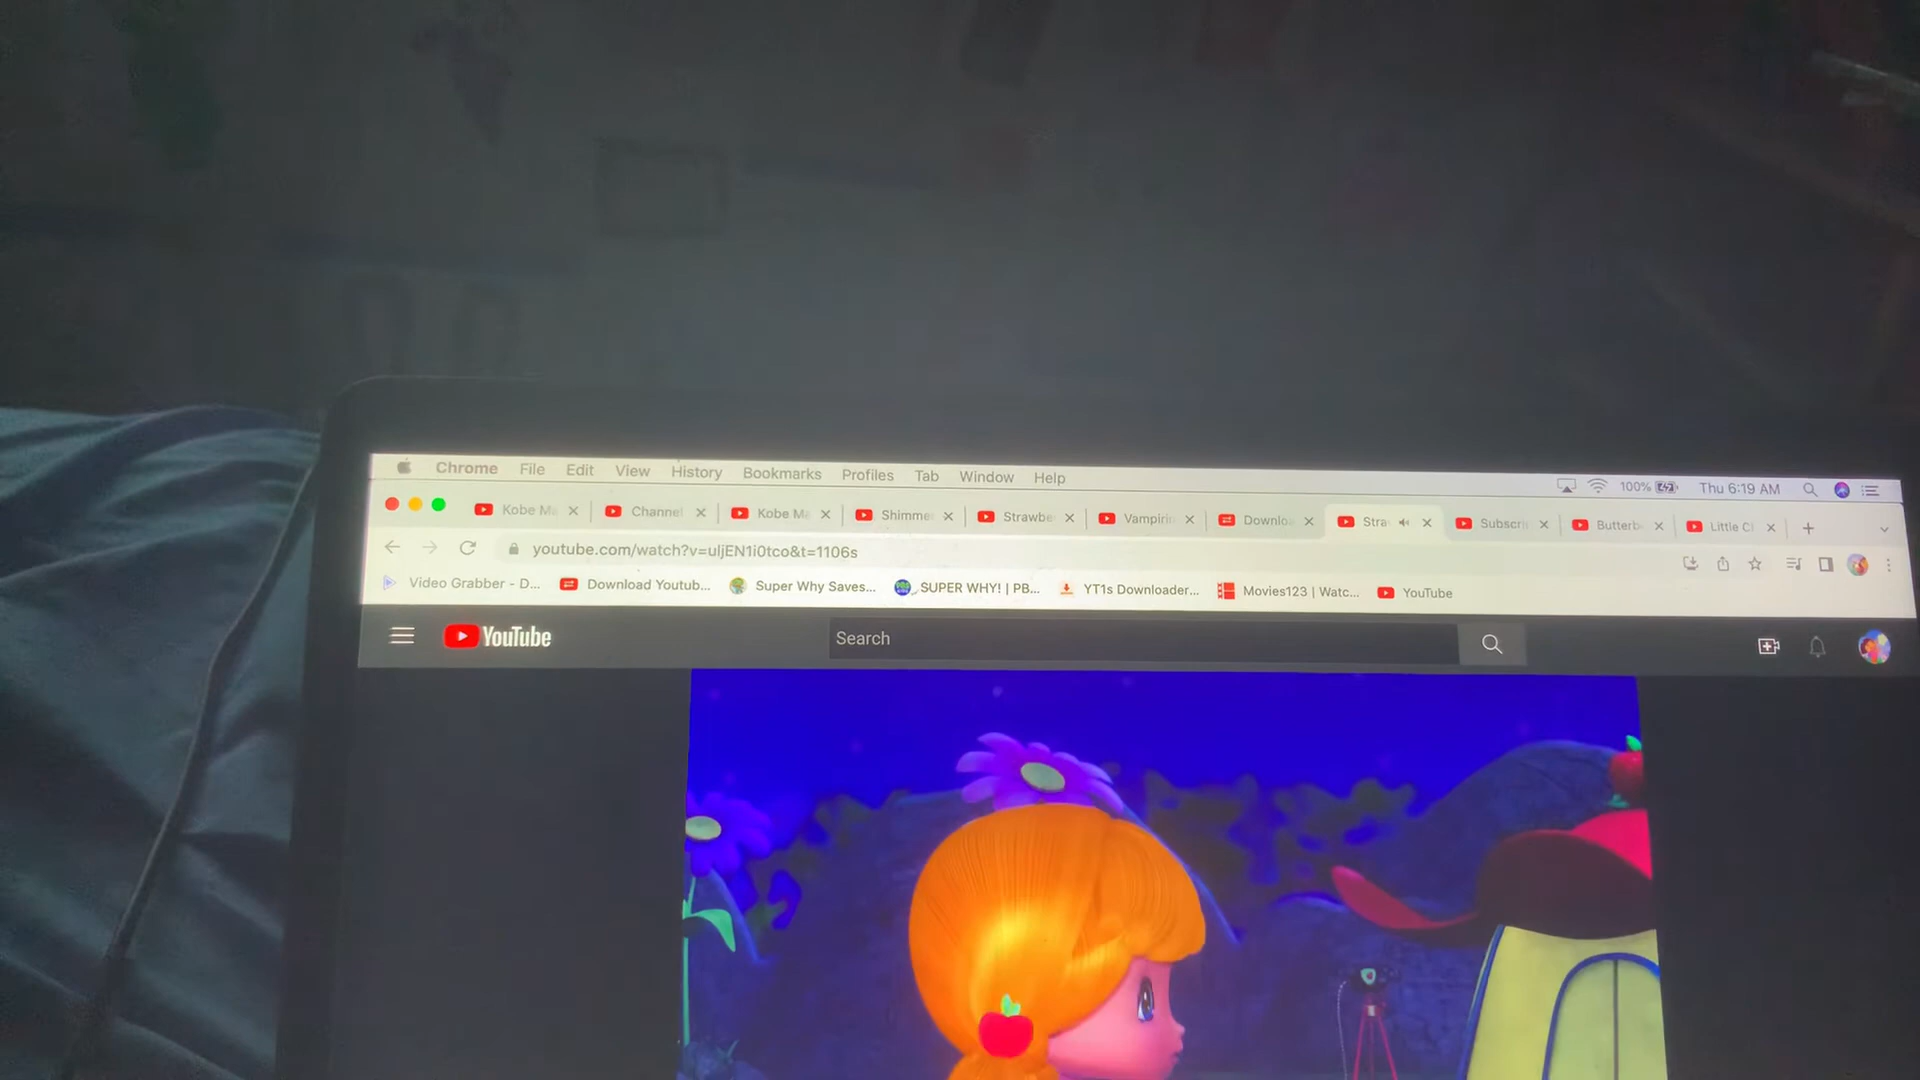 Chrome File Edit View History Bookmarks Profiles Tab Window Help 100% Thu 6:19 AM
Kobe Ma Channel Kobe Ma Shimme Strawbe Vampirin Downloa Stra Subscri Butterb Little Cl
youtube.com/watch?v=uljEN1i0tco&t=1106s
Video Grabber - D... Download Youtub... Super Why Saves... SUPER WHY! | PB... YT1s Downloader... Movies123 | Watc... YouTube
YouTube Search